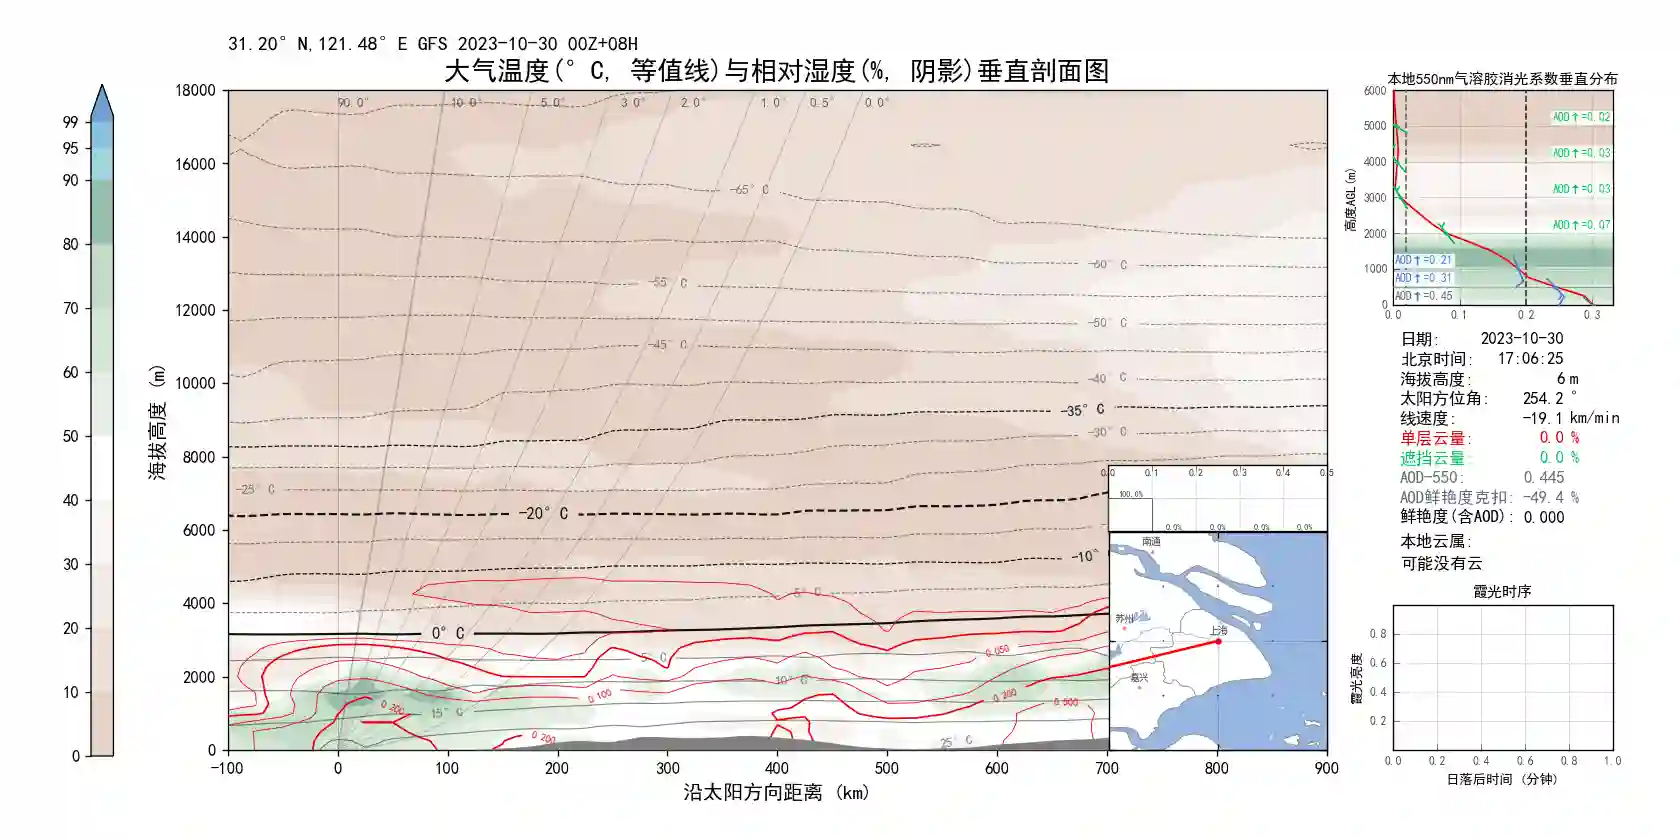 31.20° N,121.48° E GFS 2023-10-30 00Z+08H
大气温度(° C, 等值线)与相对湿度(%, 阴影)垂直剖面图
99
95
90
80
70
60
50
40
30
20
10
0
海拔高度 (m)
18000
16000
14000
12000
10000
8000
6000
4000
2000
0
90.0°
10.0°
5.0°
3.0°
2.0°
1.0°
0.5°
0.0°
-65° C
-60° C
-55° C
-50° C
-45° C
-40° C
-35° C
-30° C
-25° C
-20° C
-10°
-5° C
0° C
5° C
10° C
15° C
25° C
0.050
0.100
0.200
0.200
0.200
0.500
-100 0 100 200 300 400 500 600 700 800 900
沿太阳方向距离 (km)
0.0 0.1 0.2 0.3 0.4 0.5
100.0%
0.0% 0.0% 0.0% 0.0%
南通
苏州
上海
嘉兴
本地550nm气溶胶消光系数垂直分布
高度AGL(m)
6000
5000
4000
3000
2000
1000
0
AOD↑=0.02
AOD↑=0.03
AOD↑=0.03
AOD↑=0.07
AOD↑=0.21
AOD↑=0.31
AOD↑=0.45
0.0 0.1 0.2 0.3
日期: 2023-10-30
北京时间: 17:06:25
海拔高度: 6 m
太阳方位角: 254.2 °
线速度: -19.1 km/min
单层云量: 0.0 %
遮挡云量: 0.0 %
AOD-550: 0.445
AOD鲜艳度克扣: -49.4 %
鲜艳度(含AOD): 0.000
本地云属:
可能没有云
霞光时序
霞光亮度
0.8
0.6
0.4
0.2
0.0 0.2 0.4 0.6 0.8 1.0
日落后时间 (分钟)